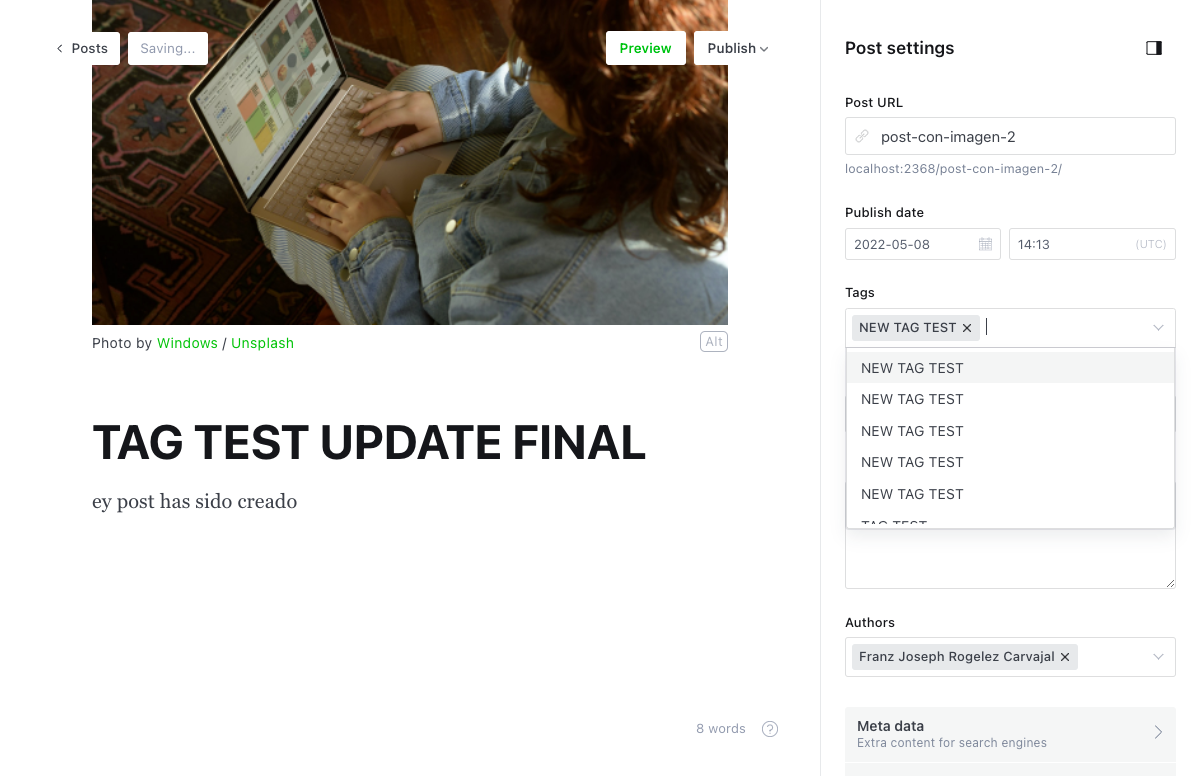 Posts
Saving...
Preview
Publish
Photo by Windows / Unsplash
Alt
TAG TEST UPDATE FINAL
ey post has sido creado
8 words
?
Post settings
Post URL
post-con-imagen-2
localhost:2368/post-con-imagen-2/
Publish date
2022-05-08
14:13
(UTC)
Tags
NEW TAG TEST ×
NEW TAG TEST
NEW TAG TEST
NEW TAG TEST
NEW TAG TEST
NEW TAG TEST
TAG TEST
Authors
Franz Joseph Rogelez Carvajal ×
Meta data
Extra content for search engines